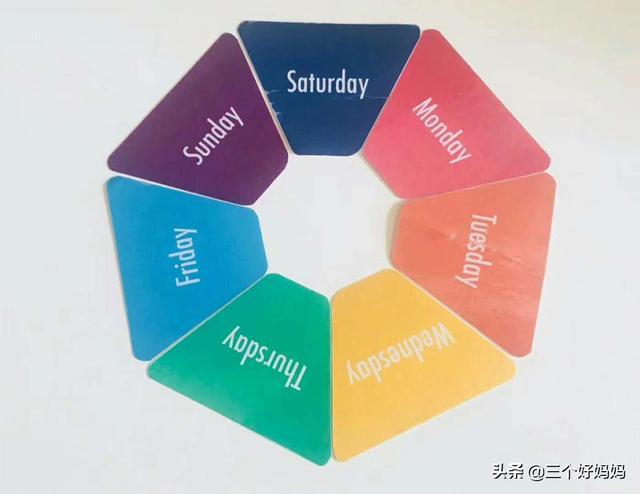 Saturday
Monday
Tuesday
Wednesday
Thursday
Friday
Sunday
头条 @三个好妈妈